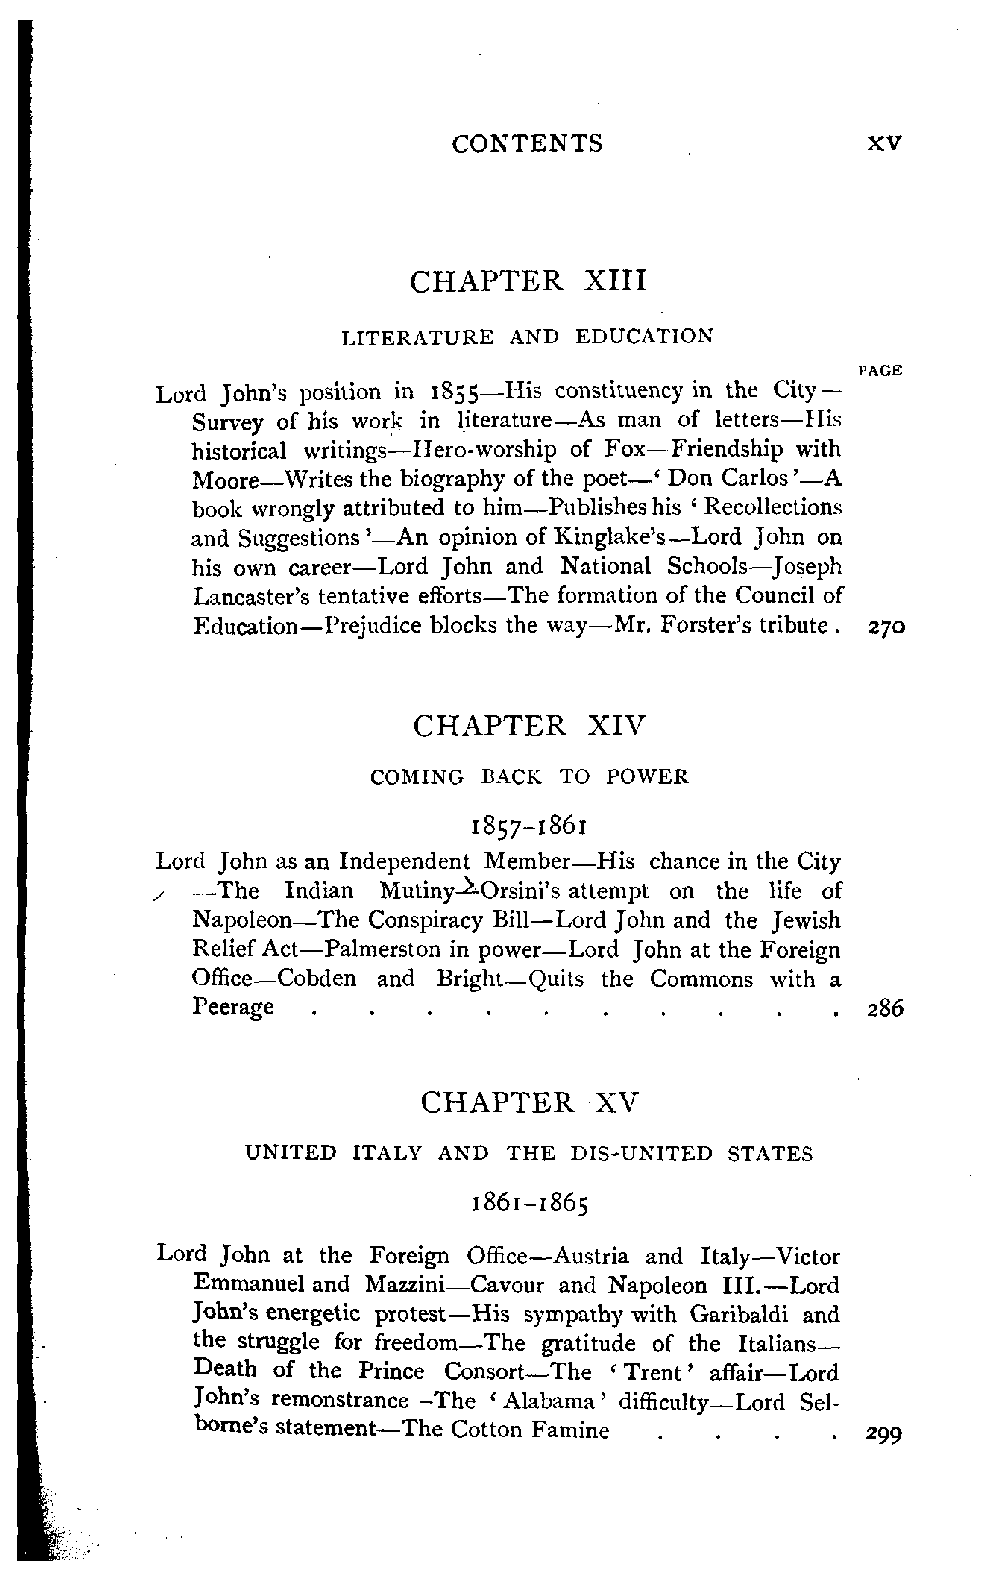 CONTENTS xv
CHAPTER XIII
LITERATURE AND EDUCATION
PAGE
Lord John's position in 1855—His constituency in the City—
Survey of his work in literature—As man of letters—His
historical writings—Hero-worship of Fox—Friendship with
Moore—Writes the biography of the poet—‘ Don Carlos ’—A
book wrongly attributed to him—Publishes his ‘ Recollections
and Suggestions ’—An opinion of Kinglake's—Lord John on
his own career—Lord John and National Schools—Joseph
Lancaster's tentative efforts—The formation of the Council of
Education—Prejudice blocks the way—Mr. Forster's tribute . 270
CHAPTER XIV
COMING BACK TO POWER
1857–1861
Lord John as an Independent Member—His chance in the City
—The Indian Mutiny—Orsini's attempt on the life of
Napoleon—The Conspiracy Bill—Lord John and the Jewish
Relief Act—Palmerston in power—Lord John at the Foreign
Office—Cobden and Bright—Quits the Commons with a
Peerage . . . . . . . . . . 286
CHAPTER XV
UNITED ITALY AND THE DIS-UNITED STATES
1861–1865
Lord John at the Foreign Office—Austria and Italy—Victor
Emmanuel and Mazzini—Cavour and Napoleon III.—Lord
John's energetic protest—His sympathy with Garibaldi and
the struggle for freedom—The gratitude of the Italians—
Death of the Prince Consort—The ‘ Trent ’ affair—Lord
John's remonstrance –The ‘ Alabama ’ difficulty—Lord Sel-
borne's statement—The Cotton Famine . . . . 299